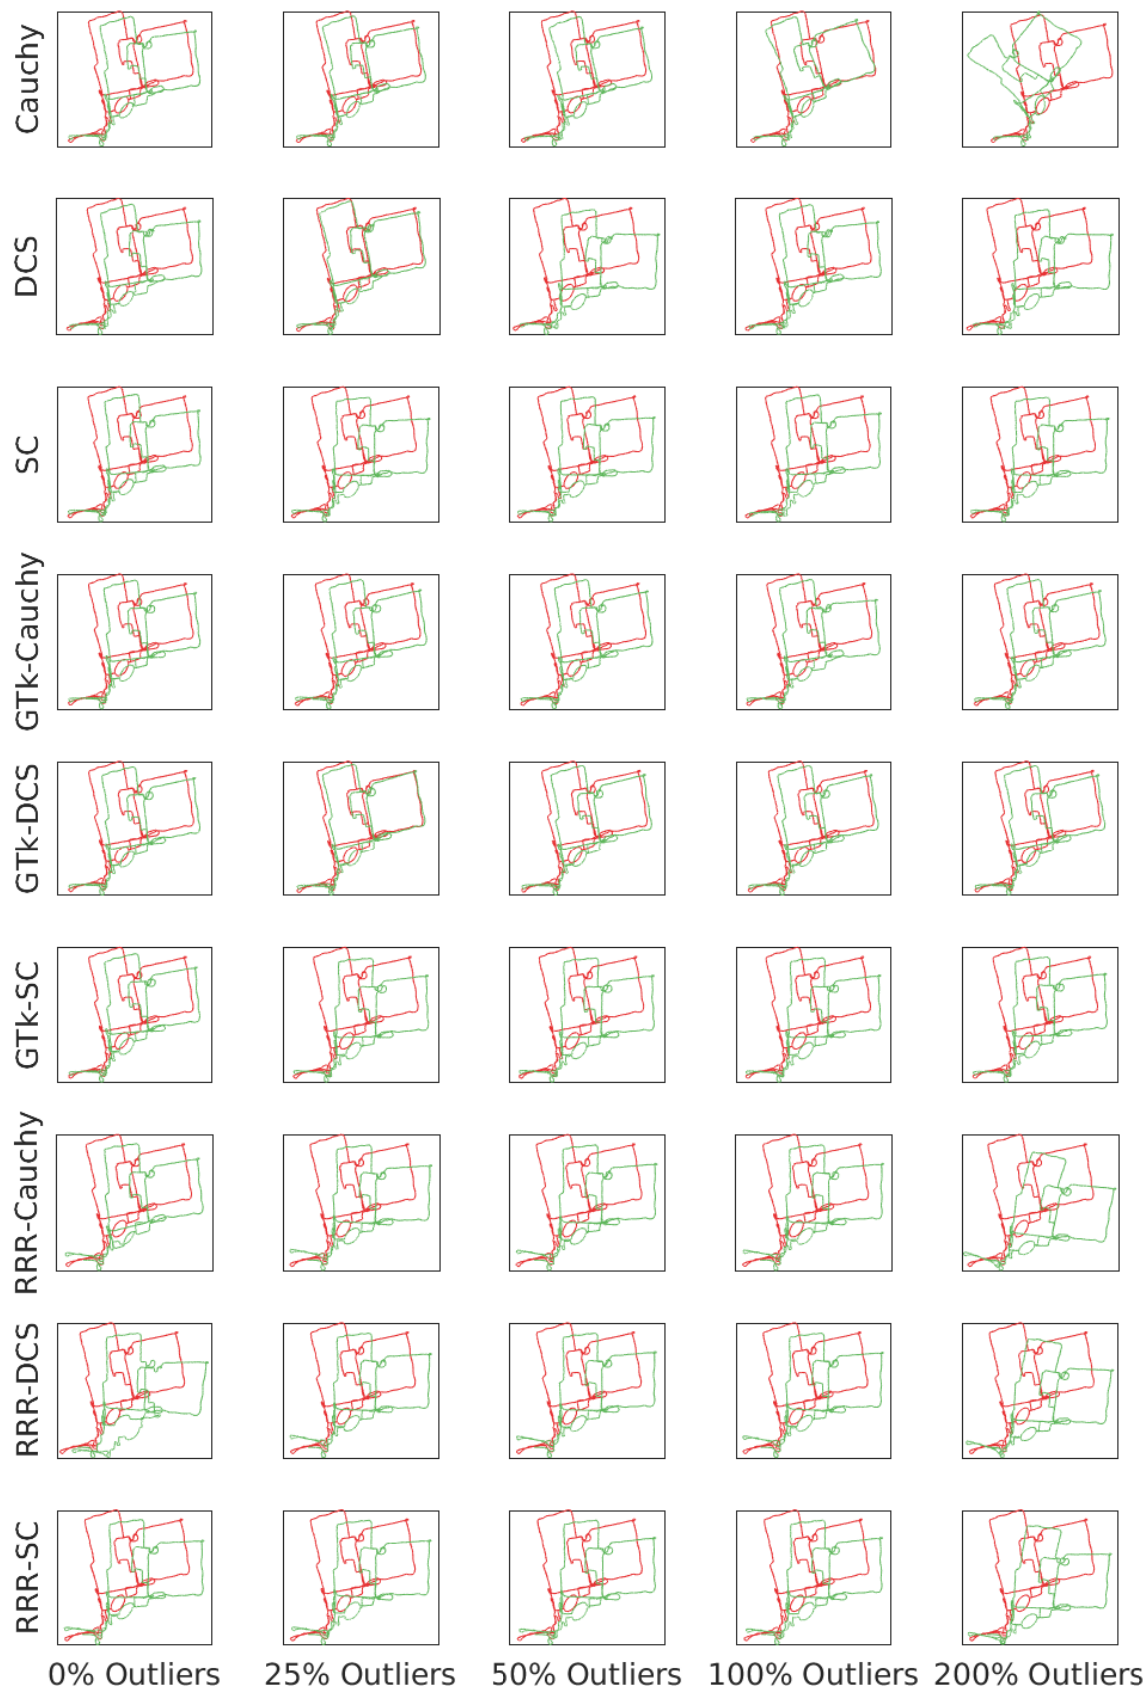 Cauchy
DCS
SC
GTk-Cauchy
GTk-DCS
GTk-SC
RRR-Cauchy
RRR-DCS
RRR-SC
0% Outliers 25% Outliers 50% Outliers 100% Outliers 200% Outliers